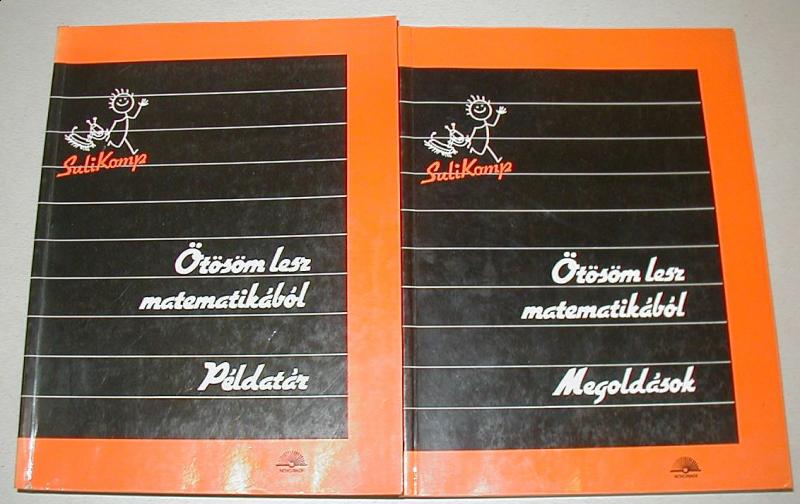 SuliKomp
Ötösöm lesz
matematikából
Példatár
SuliKomp
Ötösöm lesz
matematikából
Megoldások